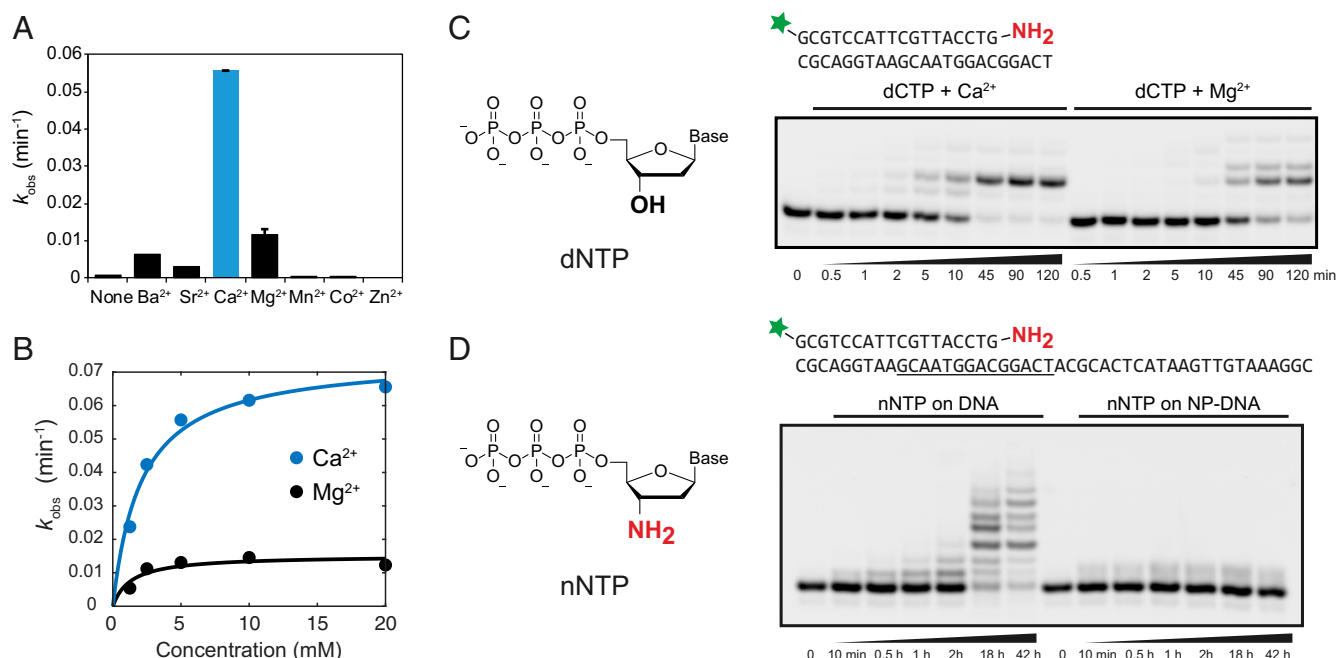 A
k_obs (min⁻¹)
0.06
0.05
0.04
0.03
0.02
0.01
0
None Ba²⁺ Sr²⁺ Ca²⁺ Mg²⁺ Mn²⁺ Co²⁺ Zn²⁺
B
k_obs (min⁻¹)
0.07
0.06
0.05
0.04
0.03
0.02
0.01
0
Ca²⁺
Mg²⁺
0 5 10 15 20
Concentration (mM)
C
O O O
⁻O P O P O P O O Base
O⁻ O⁻ O⁻
OH
dNTP
GCGTCCATTCGTTACCTG-NH₂
CGCAGGTAAGCAATGGACGGACT
dCTP + Ca²⁺ dCTP + Mg²⁺
0 0.5 1 2 5 10 45 90 120 0.5 1 2 5 10 45 90 120 min
D
O O O
⁻O P O P O P O O Base
O⁻ O⁻ O⁻
NH₂
nNTP
GCGTCCATTCGTTACCTG-NH₂
CGCAGGTAAGCAATGGACGGACTACGCACTCATAAGTTGTAAAGGC
nNTP on DNA nNTP on NP-DNA
0 10 min 0.5 h 1 h 2h 18 h 42 h 0 10 min 0.5 h 1 h 2h 18 h 42 h